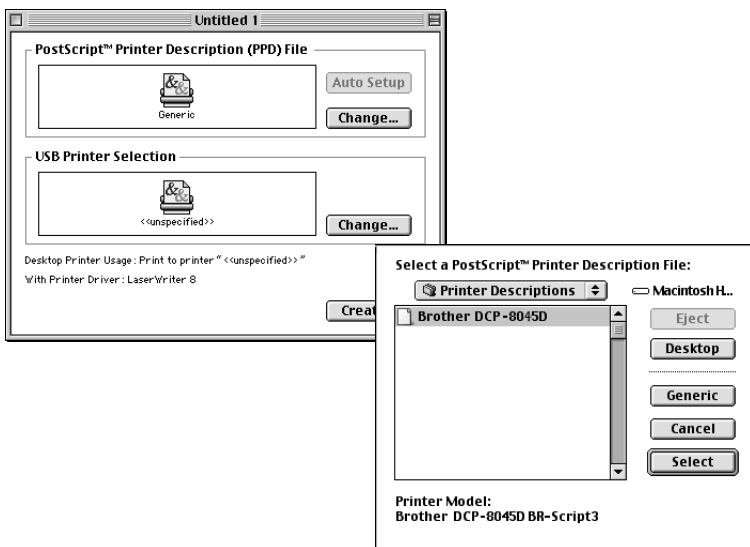 Untitled 1
PostScript™ Printer Description (PPD) File
Generic
Auto Setup
Change...
USB Printer Selection
<<unspecified>>
Change...
Desktop Printer Usage: Print to printer "<<unspecified>>"
With Printer Driver: LaserWriter 8
Creat
Select a PostScript™ Printer Description File:
Printer Descriptions
Macintosh H...
Brother DCP-8045D
Eject
Desktop
Generic
Cancel
Select
Printer Model:
Brother DCP-8045D BR-Script3